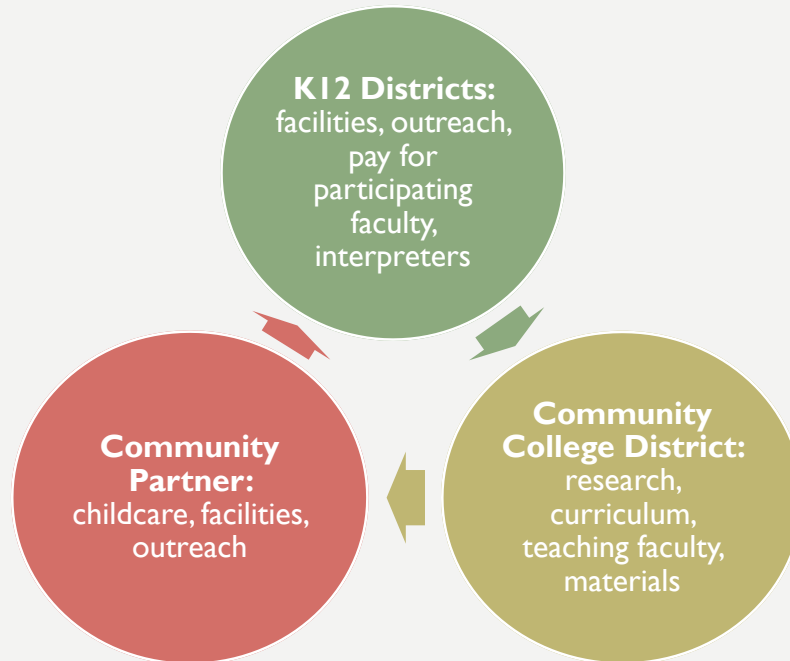 K12 Districts:
facilities, outreach,
pay for
participating
faculty,
interpreters
Community
Partner:
childcare, facilities,
outreach
Community
College District:
research,
curriculum,
teaching faculty,
materials